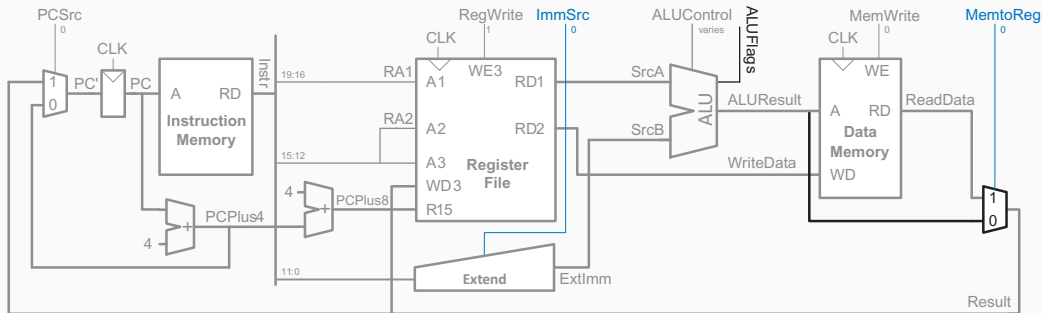 PCSrc
0
RegWrite
1
ImmSrc
0
ALUControl
varies
ALUFlags
MemWrite
0
MemtoReg
0
CLK
CLK
CLK
1
0
PC'
PC
A
RD
Instruction
Memory
Instr
19:16
RA1
A1
WE3
RD1
SrcA
RA2
A2
RD2
SrcB
15:12
A3
Register
File
WD3
R15
ALU
ALUResult
WE
A
RD
ReadData
Data
Memory
WriteData
WD
1
0
4
+
PCPlus4
4
+
PCPlus8
11:0
Extend
ExtImm
Result